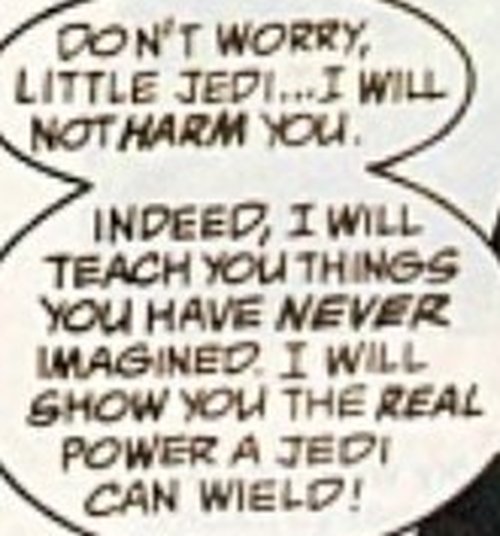 DON'T WORRY,
LITTLE JEDI...I WILL
NOT HARM YOU.
INDEED, I WILL
TEACH YOU THINGS
YOU HAVE NEVER
IMAGINED. I WILL
SHOW YOU THE REAL
POWER A JEDI
CAN WIELD!